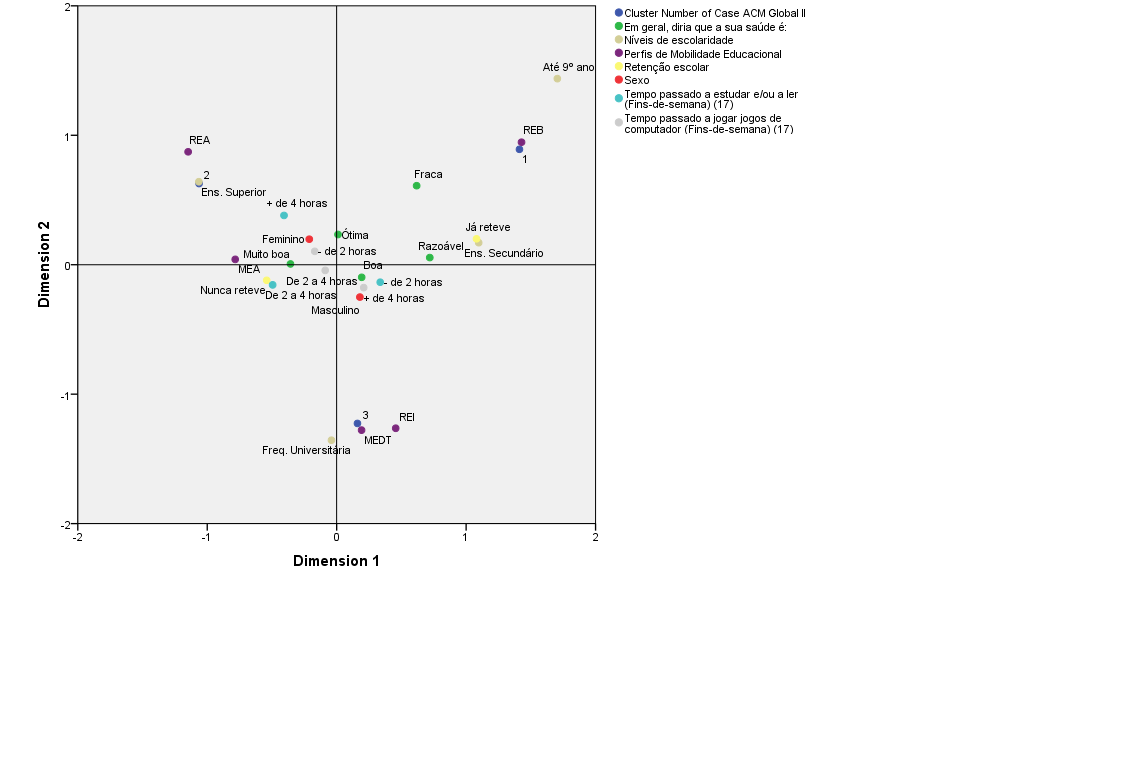 2
1
0
-1
-2
-2
-1
0
1
2
Dimension 2
Dimension 1
Até 9º ano
REB
1
REA
2
Ens. Superior
Fraca
+ de 4 horas
Já reteve
Ótima
Feminino
- de 2 horas
Razoável
Ens. Secundário
Muito boa
MEA
Boa
De 2 a 4 horas
- de 2 horas
Nunca reteve
De 2 a 4 horas
+ de 4 horas
Masculino
3
REI
MEDT
Freq. Universitária
Cluster Number of Case ACM Global II
Em geral, diria que a sua saúde é:
Níveis de escolaridade
Perfis de Mobilidade Educacional
Retenção escolar
Sexo
Tempo passado a estudar e/ou a ler
(Fins-de-semana) (17)
Tempo passado a jogar jogos de
computador (Fins-de-semana) (17)